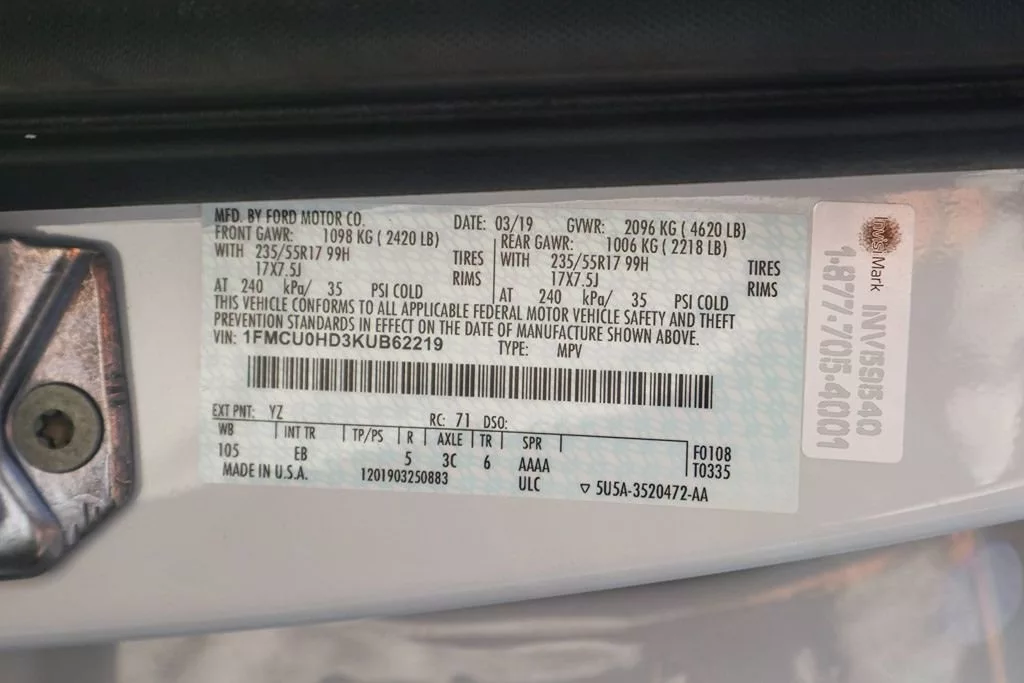 MFD. BY FORD MOTOR CO. DATE: 03/19 GVWR: 2096 KG ( 4620 LB)
FRONT GAWR: 1098 KG ( 2420 LB) REAR GAWR: 1006 KG ( 2218 LB)
WITH 235/55R17 99H TIRES WITH 235/55R17 99H TIRES
17X7.5J RIMS 17X7.5J RIMS
AT 240 kPa/ 35 PSI COLD AT 240 kPa/ 35 PSI COLD
THIS VEHICLE CONFORMS TO ALL APPLICABLE FEDERAL MOTOR VEHICLE SAFETY AND THEFT
PREVENTION STANDARDS IN EFFECT ON THE DATE OF MANUFACTURE SHOWN ABOVE.
VIN: 1FMCU0HD3KUB62219 TYPE: MPV
EXT PNT: YZ RC: 71 DSO:
WB INT TR TP/PS R AXLE TR SPR F0108
105 EB 5 3C 6 AAAA T0335
MADE IN U.S.A. 1201903250883 ULC 5U5A-3520472-AA
InvisiMark
INV59540
1-877-705-4001